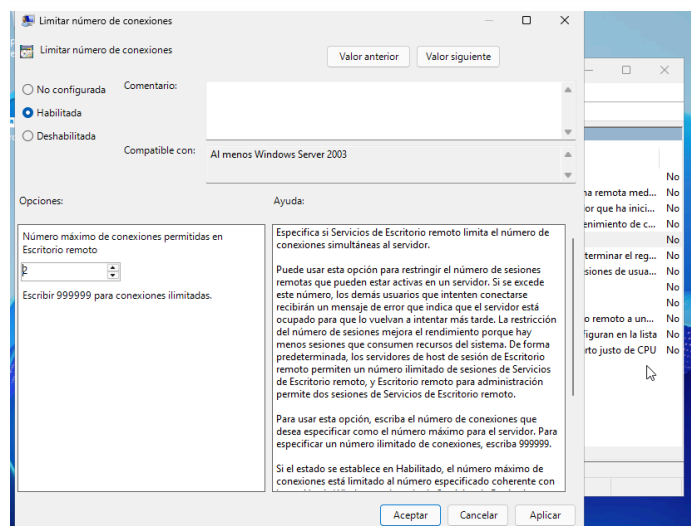 Limitar número de conexiones
Limitar número de conexiones
Valor anterior
Valor siguiente
No configurada
Comentario:
Habilitada
Deshabilitada
Compatible con:
Al menos Windows Server 2003
Opciones:
Ayuda:
Número máximo de conexiones permitidas en
Escritorio remoto
2
Escribir 999999 para conexiones ilimitadas.
Especifica si Servicios de Escritorio remoto limita el número de
conexiones simultáneas al servidor.
Puede usar esta opción para restringir el número de sesiones
remotas que pueden estar activas en un servidor. Si se excede
este número, los demás usuarios que intenten conectarse
recibirán un mensaje de error que indica que el servidor está
ocupado para que lo vuelvan a intentar más tarde. La restricción
del número de sesiones mejora el rendimiento porque hay
menos sesiones que consumen recursos del sistema. De forma
predeterminada, los servidores de host de sesión de Escritorio
remoto permiten un número ilimitado de sesiones de Servicios
de Escritorio remoto, y Escritorio remoto para administración
permite dos sesiones de Servicios de Escritorio remoto.
Para usar esta opción, escriba el número de conexiones que
desea especificar como el número máximo para el servidor. Para
especificar un número ilimitado de conexiones, escriba 999999.
Si el estado se establece en Habilitado, el número máximo de
conexiones está limitado al número especificado coherente con
Aceptar
Cancelar
Aplicar
No
na remota med... No
or que ha inici... No
enimiento de c... No
No
terminar el reg... No
siones de usua... No
No
No
o remoto a un... No
figuran en la lista No
rto justo de CPU No